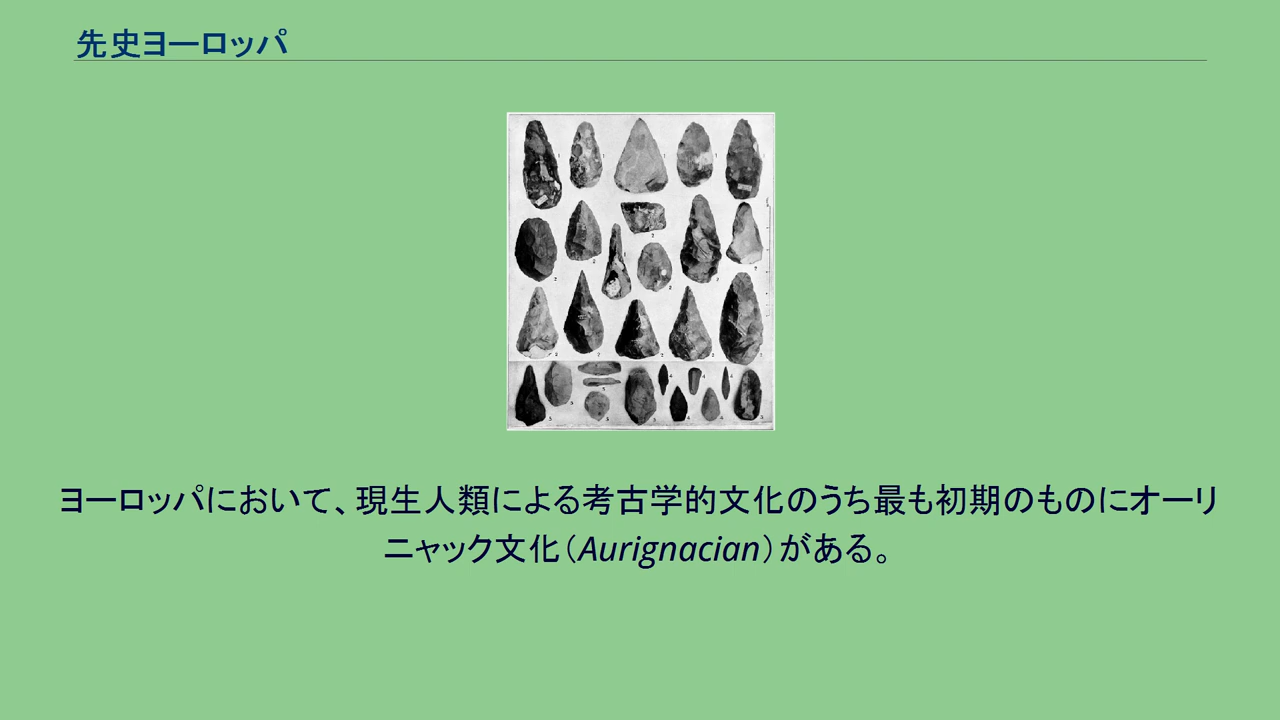 先史ヨーロッパ
ヨーロッパにおいて、現生人類による考古学的文化のうち最も初期のものにオーリ
ニャック文化（Aurignacian）がある。